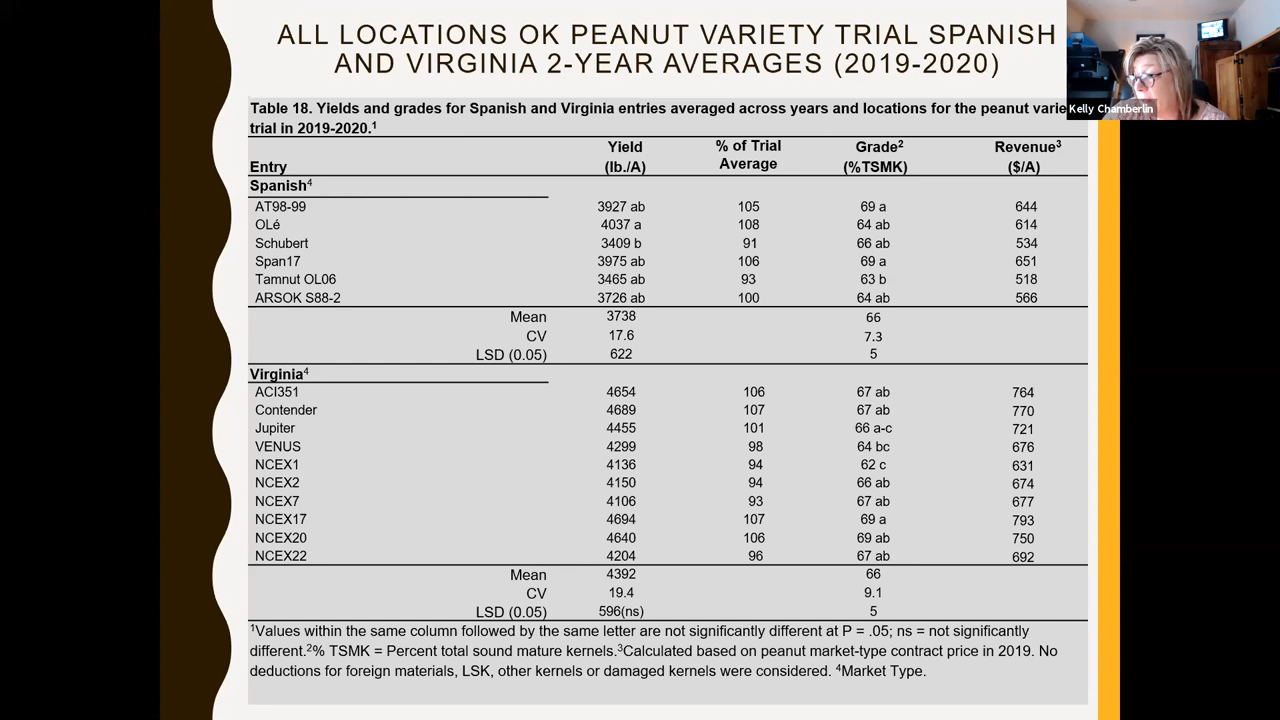 ALL LOCATIONS OK PEANUT VARIETY TRIAL SPANISH
AND VIRGINIA 2-YEAR AVERAGES (2019-2020)
Kelly Chamberlin
Table 18. Yields and grades for Spanish and Virginia entries averaged across years and locations for the peanut varie
trial in 2019-2020.¹
Yield % of Trial Grade² Revenue³
Entry (lb./A) Average (%TSMK) ($/A)
Spanish⁴
AT98-99 3927 ab 105 69 a 644
OLé 4037 a 108 64 ab 614
Schubert 3409 b 91 66 ab 534
Span17 3975 ab 106 69 a 651
Tamnut OL06 3465 ab 93 63 b 518
ARSOK S88-2 3726 ab 100 64 ab 566
Mean 3738 66
CV 17.6 7.3
LSD (0.05) 622 5
Virginia⁴
ACI351 4654 106 67 ab 764
Contender 4689 107 67 ab 770
Jupiter 4455 101 66 a-c 721
VENUS 4299 98 64 bc 676
NCEX1 4136 94 62 c 631
NCEX2 4150 94 66 ab 674
NCEX7 4106 93 67 ab 677
NCEX17 4694 107 69 a 793
NCEX20 4640 106 69 ab 750
NCEX22 4204 96 67 ab 692
Mean 4392 66
CV 19.4 9.1
LSD (0.05) 596(ns) 5
¹Values within the same column followed by the same letter are not significantly different at P = .05; ns = not significantly
different.²% TSMK = Percent total sound mature kernels.³Calculated based on peanut market-type contract price in 2019. No
deductions for foreign materials, LSK, other kernels or damaged kernels were considered. ⁴Market Type.